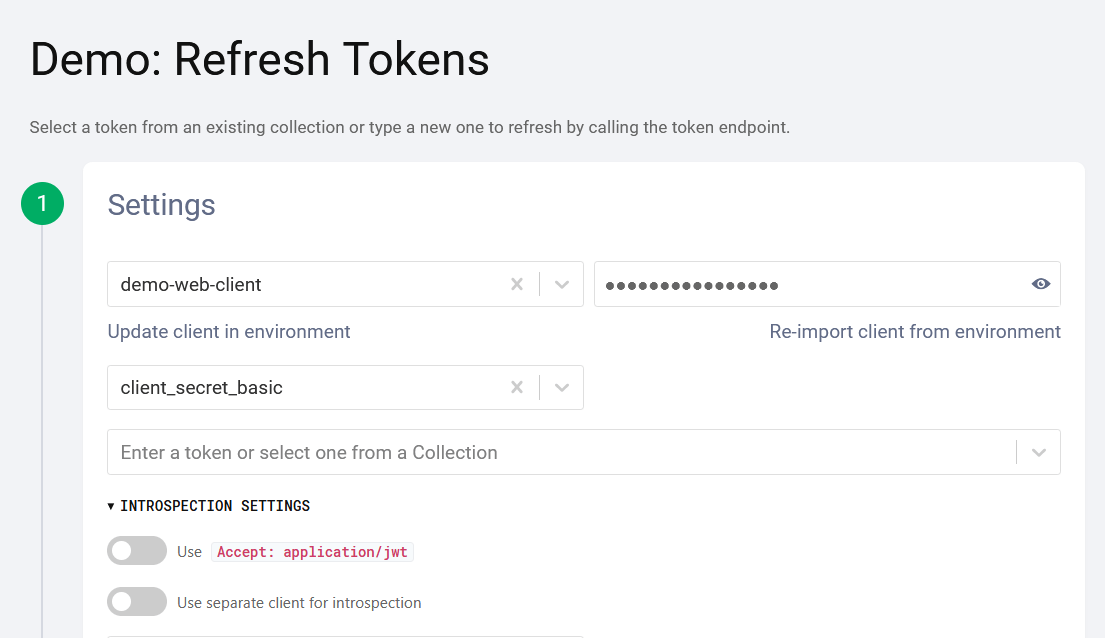 Demo: Refresh Tokens
Select a token from an existing collection or type a new one to refresh by calling the token endpoint.
1
Settings
demo-web-client
••••••••••••••••
Update client in environment
Re-import client from environment
client_secret_basic
Enter a token or select one from a Collection
▾ INTROSPECTION SETTINGS
Use Accept: application/jwt
Use separate client for introspection